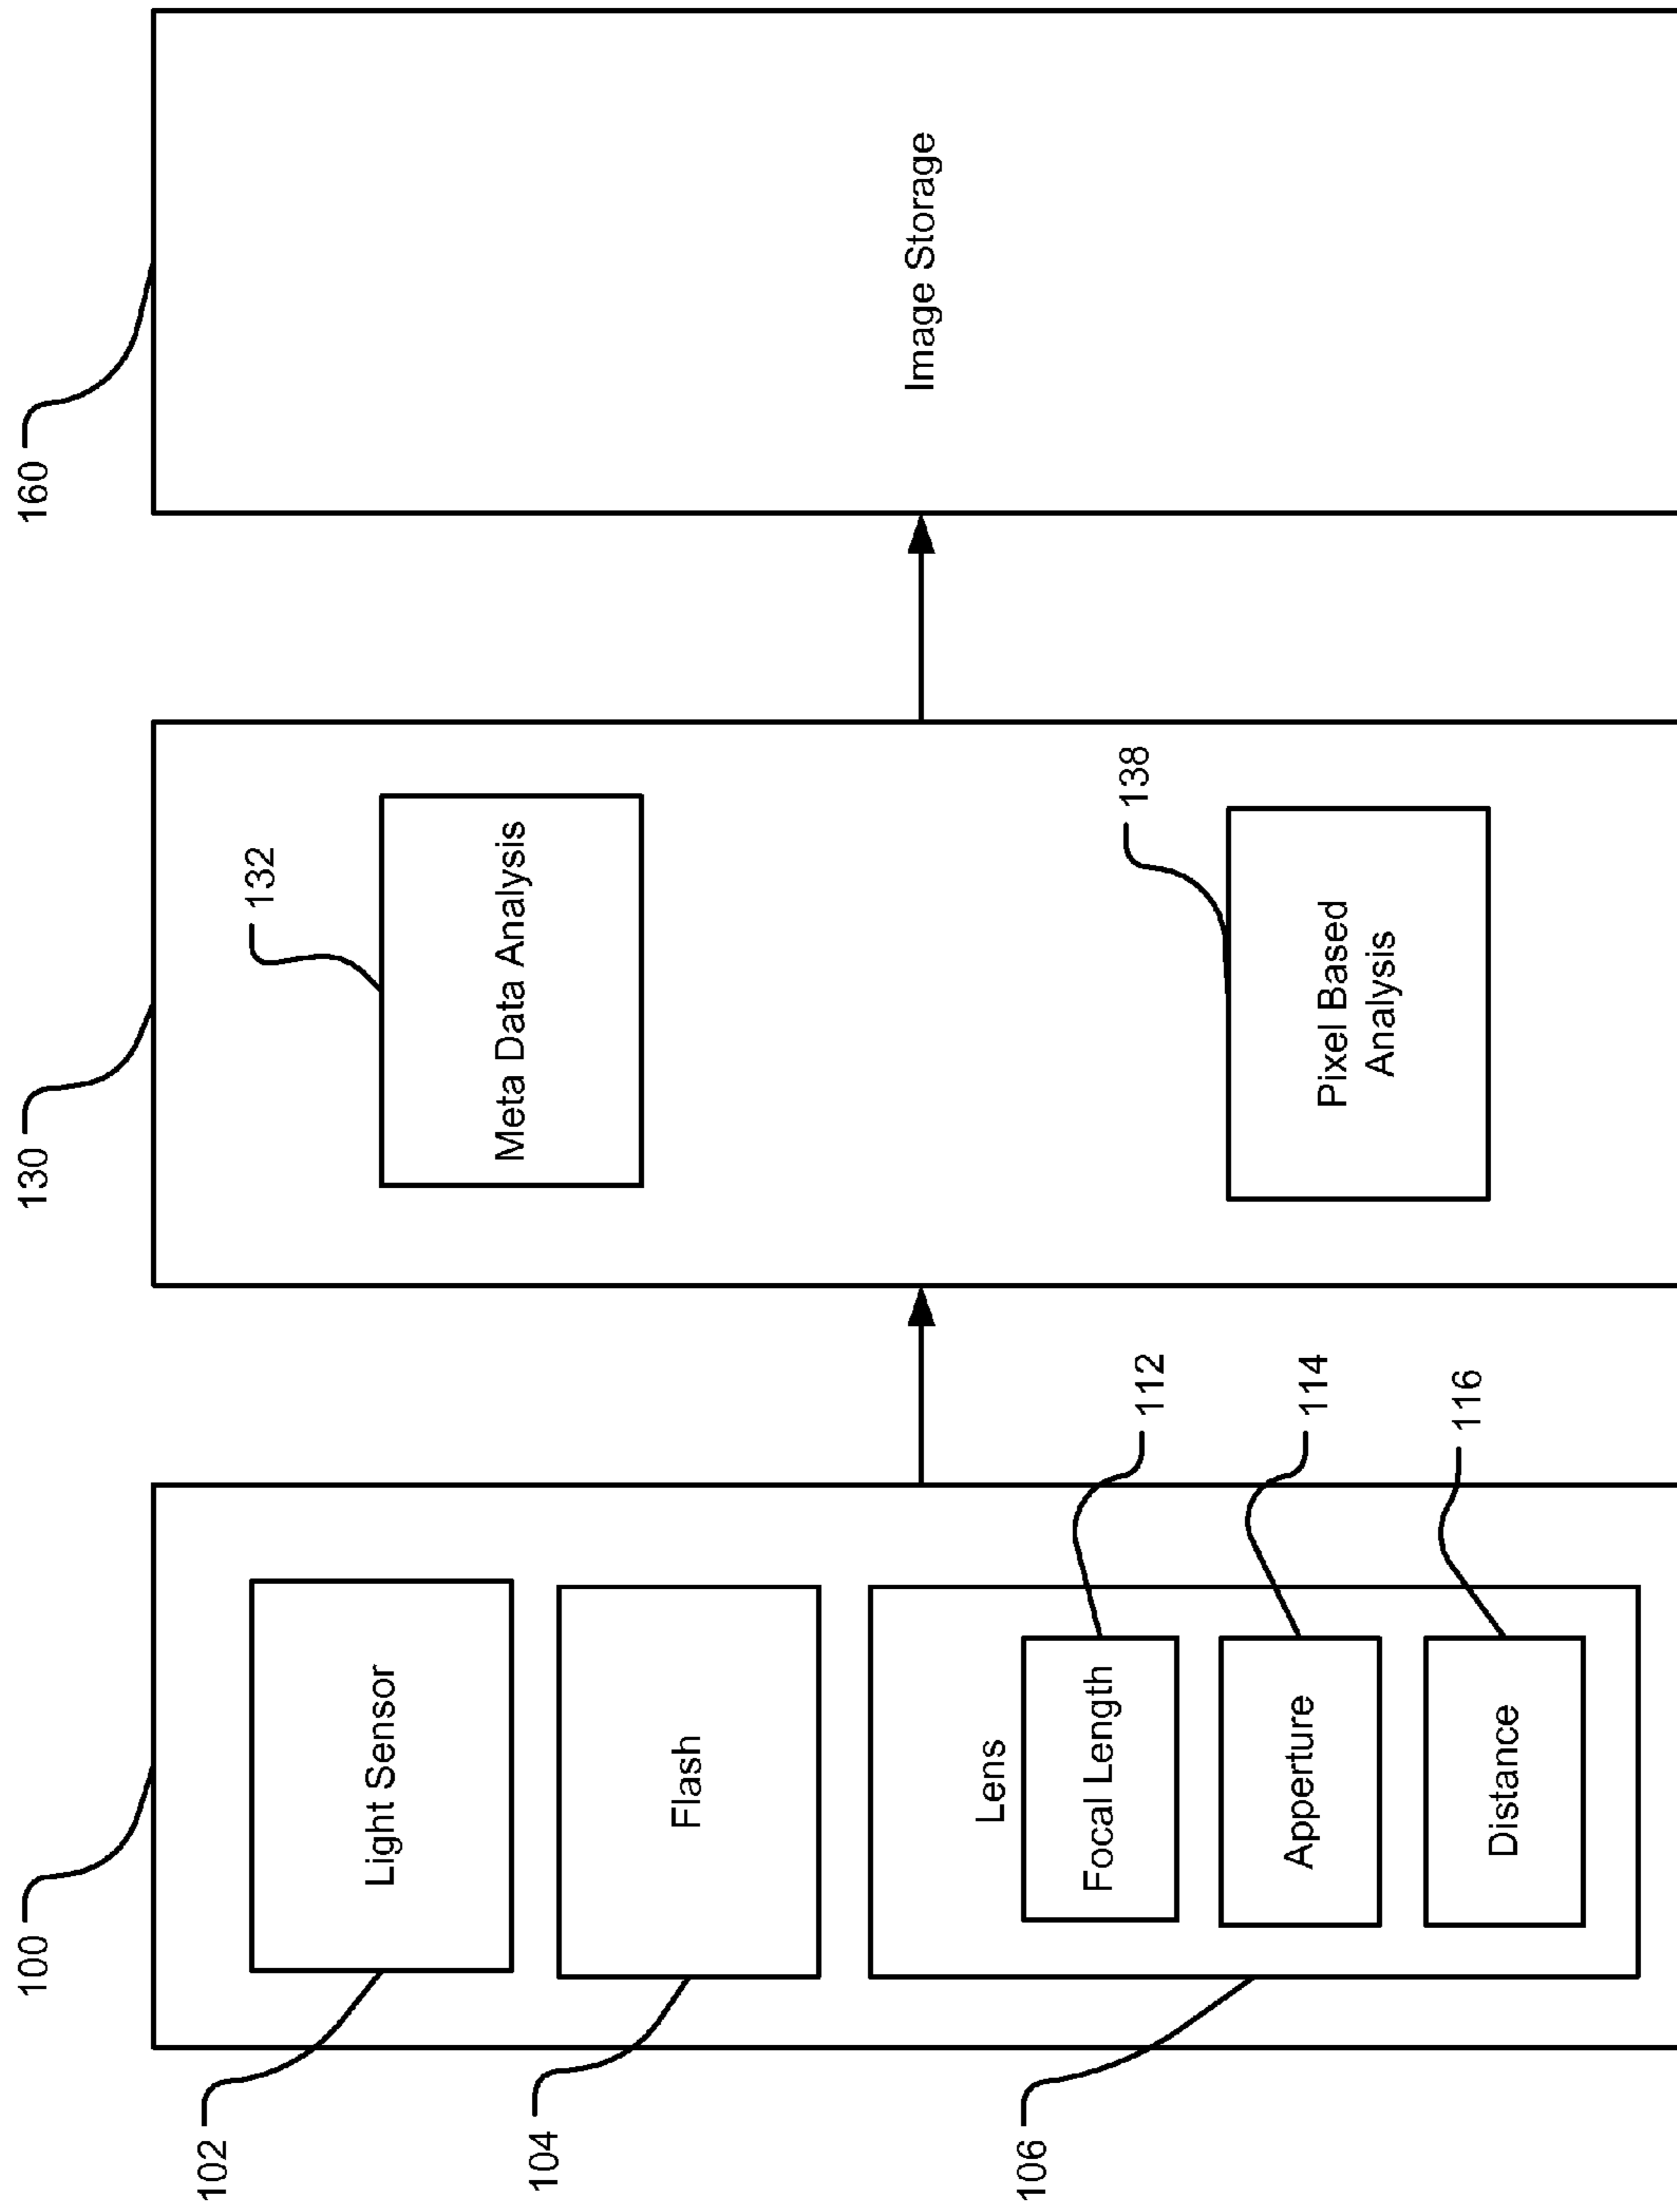 100
130
160
102
Light Sensor
104
Flash
106
Lens
Focal Length
112
Apperture
114
Distance
116
132
Meta Data Analysis
138
Pixel Based
Analysis
Image Storage